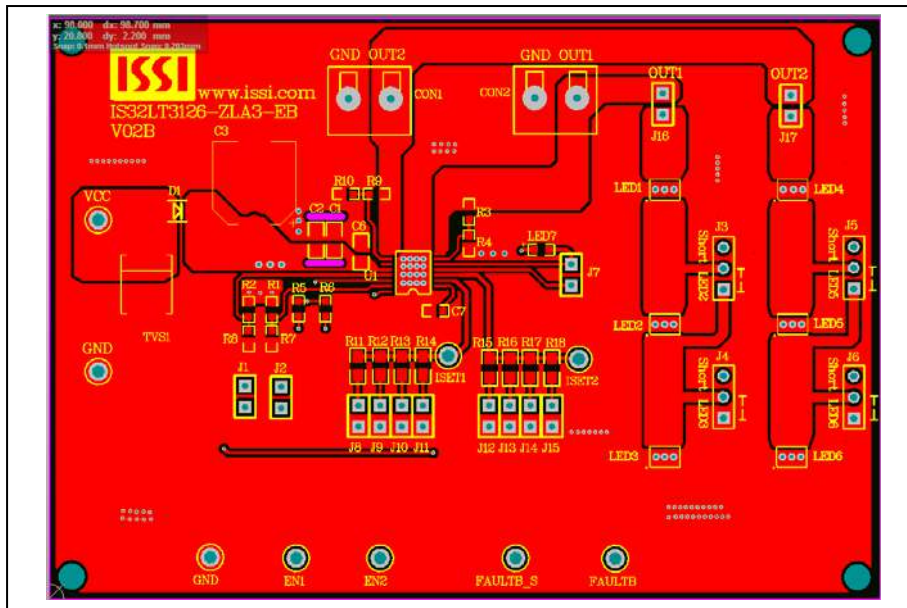 x: 90.000 dx: 98.700 mm
y: 20.800 dy: 2.200 mm
ISSI
www.issi.com
IS32LT3126-ZLA3-EB
V02B
GND OUT2
CON1
GND OUT1
CON2
OUT1
J16
OUT2
J17
C3
VCC
D1
R10 R9
C2 C1
C6
U1
R3
R4
LED7
J7
LED1
LED4
J3
Short LED2
J5
Short LED5
R2 R1
R5 R6
R8 R7
C7
TVS1
GND
J1 J2
R11 R12 R13 R14
ISET1
R15 R16 R17 R18
ISET2
LED2
LED5
J4
Short LED3
J6
Short LED6
J8 J9 J10 J11
J12 J13 J14 J15
LED3
LED6
GND
EN1
EN2
FAULTB_S
FAULTB